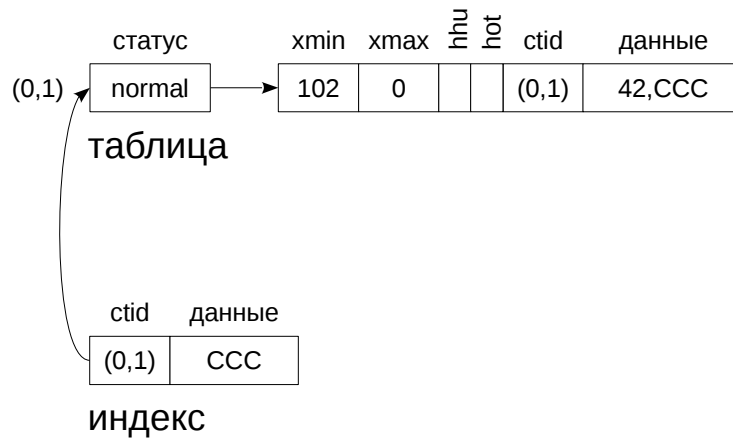 статус xmin xmax hhu hot ctid данные
(0,1) normal 102 0 (0,1) 42,CCC
таблица
ctid данные
(0,1) CCC
индекс